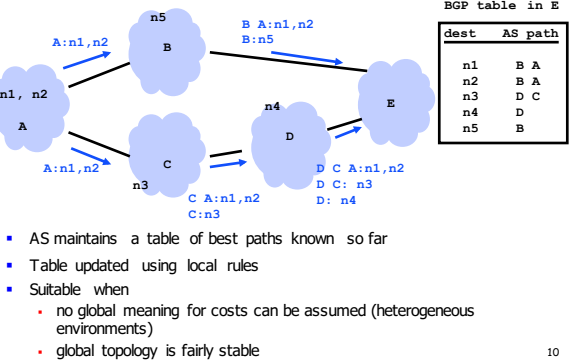 BGP table in E
dest AS path
n1 B A
n2 B A
n3 D C
n4 D
n5 B
n5
B
A:n1,n2
B A:n1,n2
B:n5
n1, n2
A
E
n4
D
A:n1,n2
C
n3
C A:n1,n2
C:n3
D C A:n1,n2
D C: n3
D: n4
AS maintains a table of best paths known so far
Table updated using local rules
Suitable when
no global meaning for costs can be assumed (heterogeneous
environments)
global topology is fairly stable
10